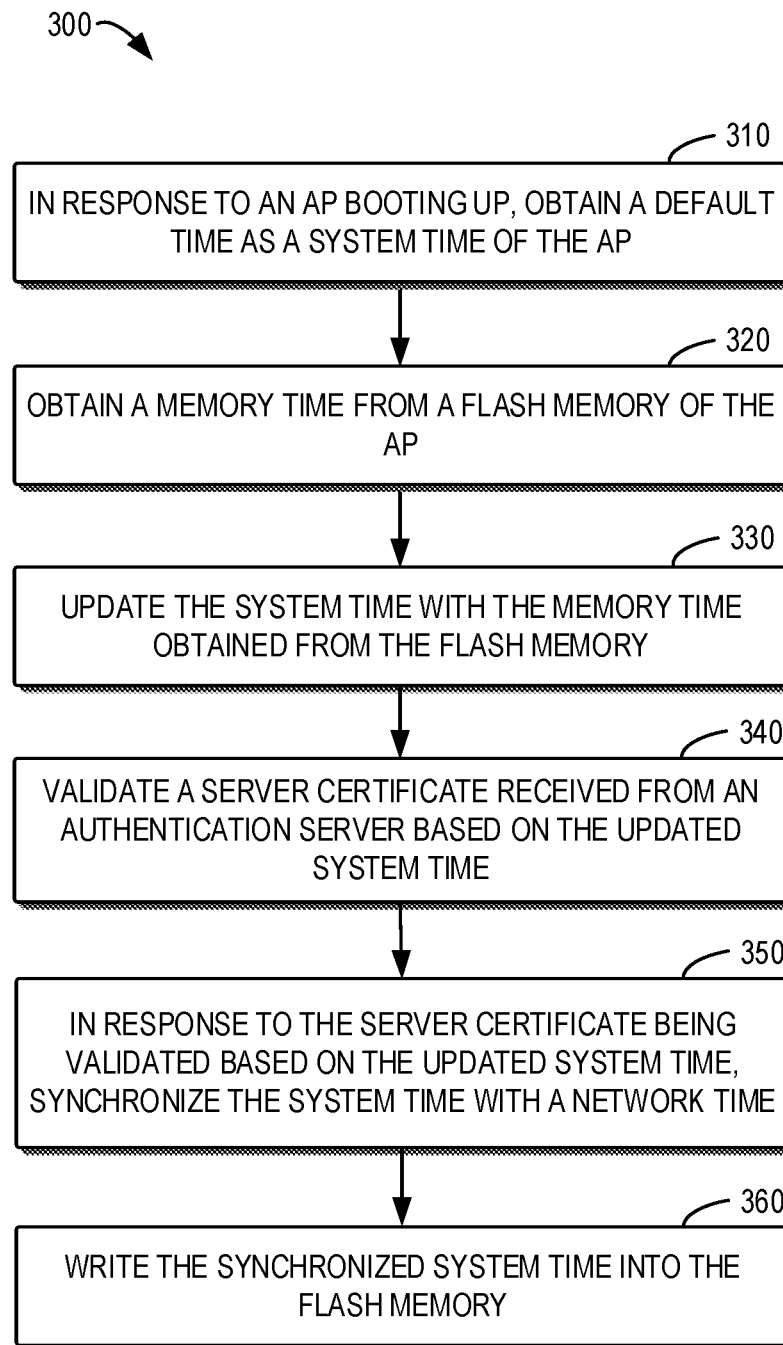 300
310
IN RESPONSE TO AN AP BOOTING UP, OBTAIN A DEFAULT
TIME AS A SYSTEM TIME OF THE AP
320
OBTAIN A MEMORY TIME FROM A FLASH MEMORY OF THE
AP
330
UPDATE THE SYSTEM TIME WITH THE MEMORY TIME
OBTAINED FROM THE FLASH MEMORY
340
VALIDATE A SERVER CERTIFICATE RECEIVED FROM AN
AUTHENTICATION SERVER BASED ON THE UPDATED
SYSTEM TIME
350
IN RESPONSE TO THE SERVER CERTIFICATE BEING
VALIDATED BASED ON THE UPDATED SYSTEM TIME,
SYNCHRONIZE THE SYSTEM TIME WITH A NETWORK TIME
360
WRITE THE SYNCHRONIZED SYSTEM TIME INTO THE
FLASH MEMORY